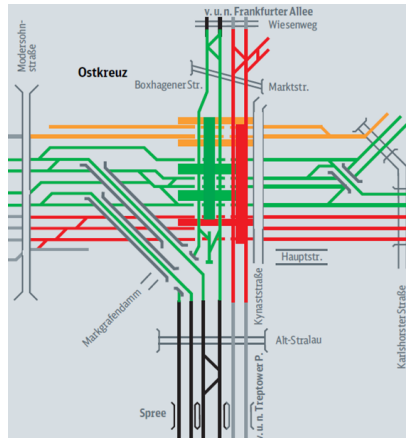 v. u. n. Frankfurter Allee
Wiesenweg
Modersohn-
straße
Ostkreuz
Boxhagener Str.
Marktstr.
Hauptstr.
Kynaststraße
Markgrafendamm
Karlshorster Straße
Alt-Stralau
Spree
v. u. n. Treptower P.